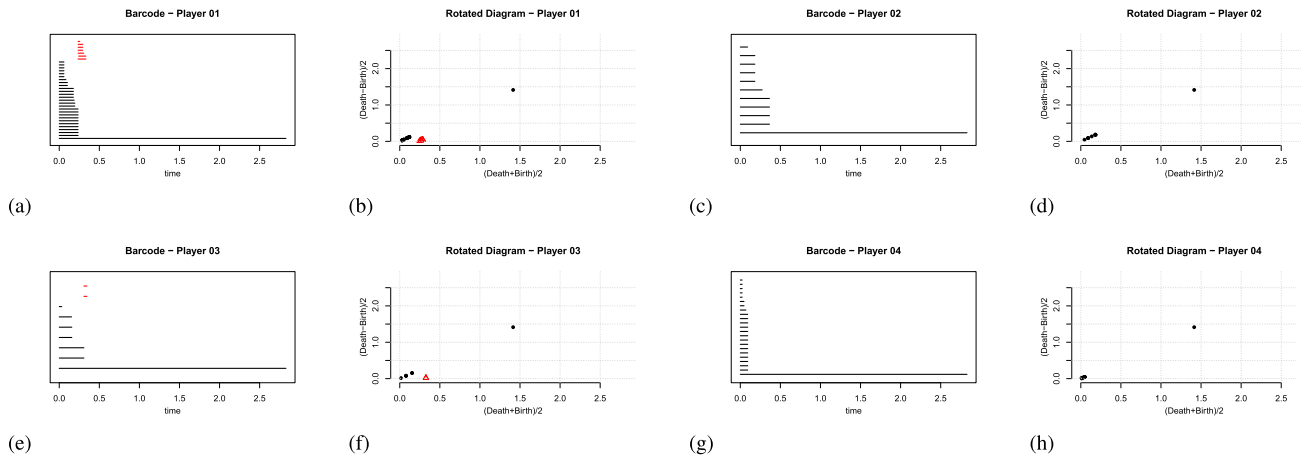 Barcode − Player 01
0.0 0.5 1.0 1.5 2.0 2.5
time
(a)
Rotated Diagram − Player 01
(Death−Birth)/2
0.0 1.0 2.0
0.0 0.5 1.0 1.5 2.0 2.5
(Death+Birth)/2
(b)
Barcode − Player 02
0.0 0.5 1.0 1.5 2.0 2.5
time
(c)
Rotated Diagram − Player 02
(Death−Birth)/2
0.0 1.0 2.0
0.0 0.5 1.0 1.5 2.0 2.5
(Death+Birth)/2
(d)
Barcode − Player 03
0.0 0.5 1.0 1.5 2.0 2.5
time
(e)
Rotated Diagram − Player 03
(Death−Birth)/2
0.0 1.0 2.0
0.0 0.5 1.0 1.5 2.0 2.5
(Death+Birth)/2
(f)
Barcode − Player 04
0.0 0.5 1.0 1.5 2.0 2.5
time
(g)
Rotated Diagram − Player 04
(Death−Birth)/2
0.0 1.0 2.0
0.0 0.5 1.0 1.5 2.0 2.5
(Death+Birth)/2
(h)